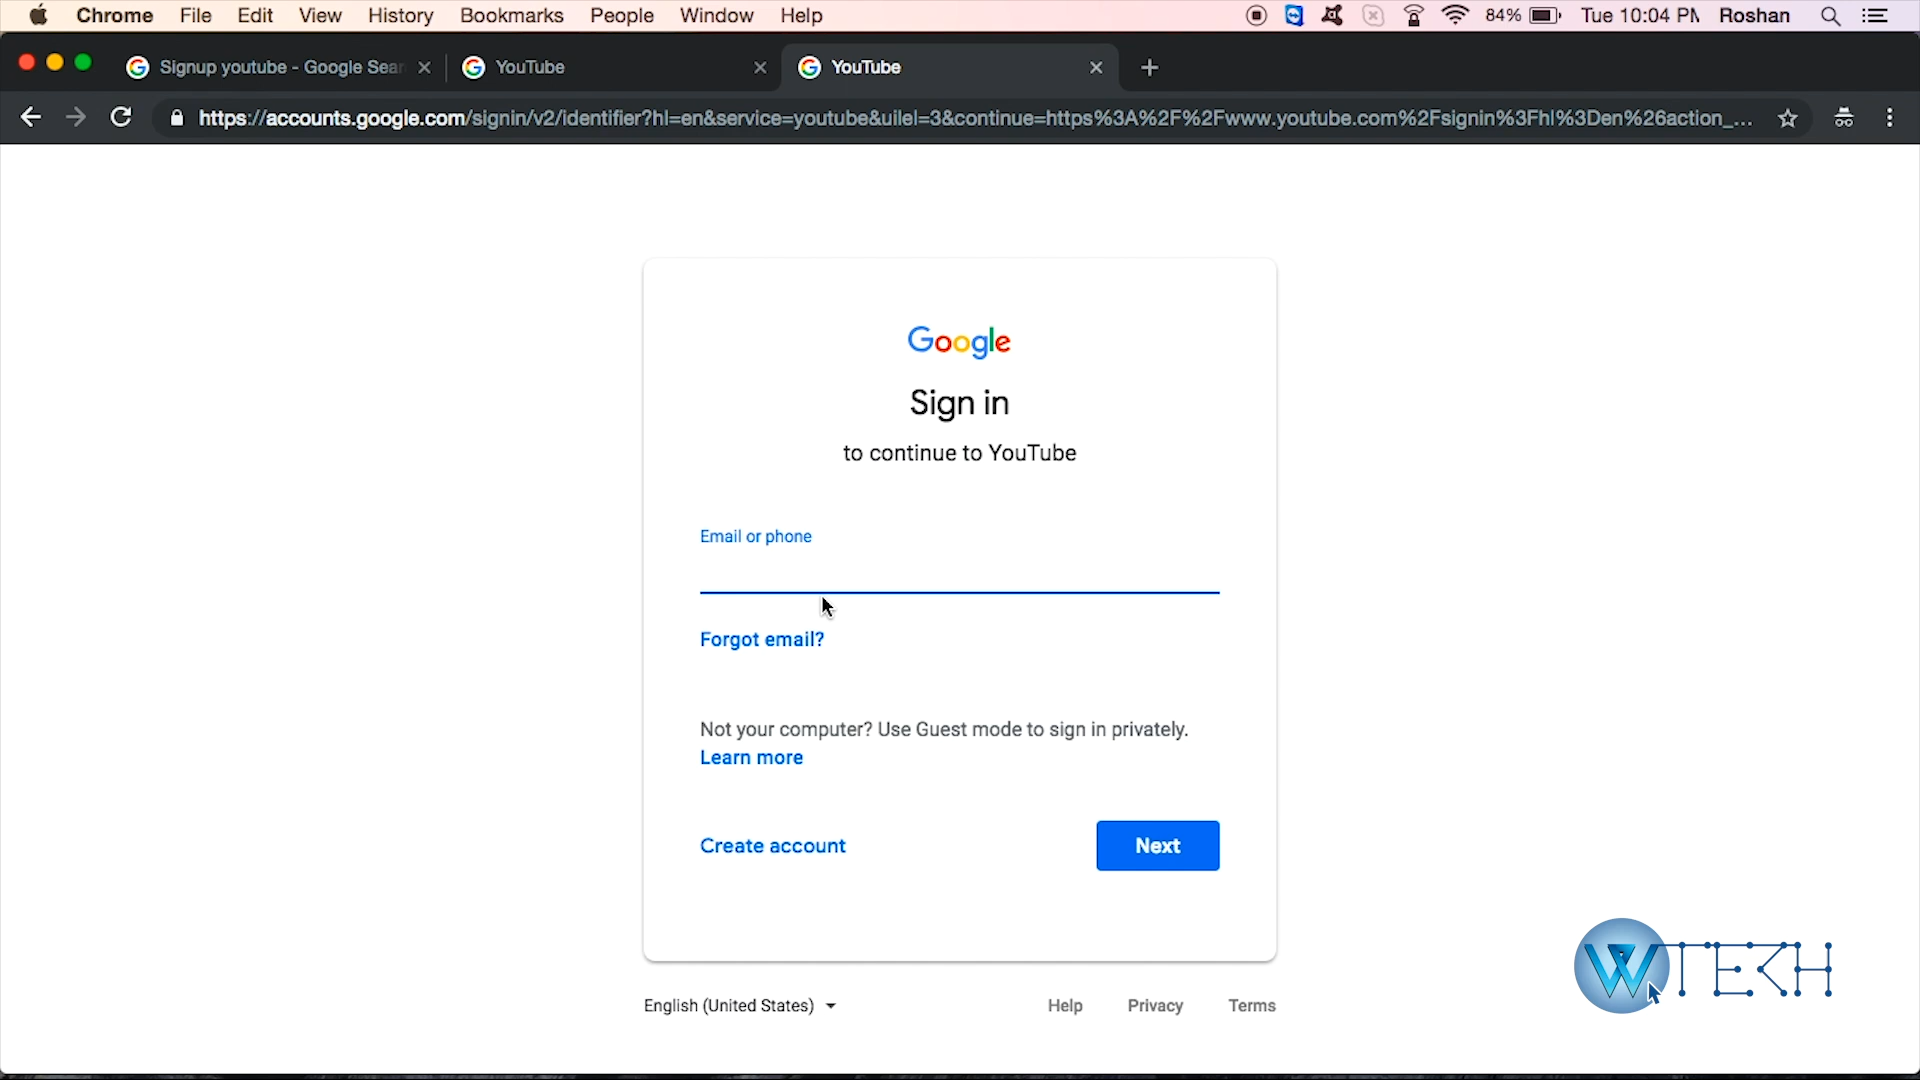 Chrome File Edit View History Bookmarks People Window Help 84% Tue 10:04 PM Roshan
Signup youtube - Google Sear YouTube YouTube
https://accounts.google.com/signin/v2/identifier?hl=en&service=youtube&uilel=3&continue=https%3A%2F%2Fwww.youtube.com%2Fsignin%3Fhl%3Den%26action_...
Google
Sign in
to continue to YouTube
Email or phone
Forgot email?
Not your computer? Use Guest mode to sign in privately.
Learn more
Create account Next
WTEKH
English (United States) Help Privacy Terms